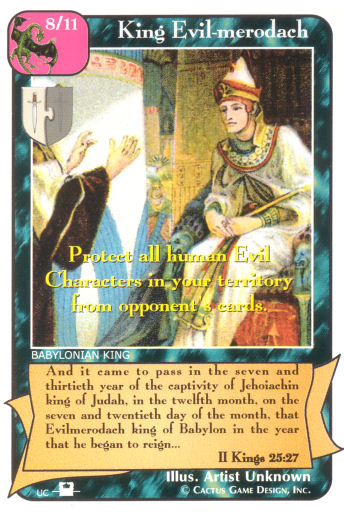 8/11
King Evil-merodach
Protect all human Evil
Characters in your territory
from opponent's cards.
BABYLONIAN KING
And it came to pass in the seven and
thirtieth year of the captivity of Jehoiachin
king of Judah, in the twelfth month, on
the seven and twentieth day of the month, that
Evilmerodach king of Babylon in the year
that he began to reign...
II Kings 25:27
Illus. Artist Unknown
UC
© CACTUS GAME DESIGN, INC.